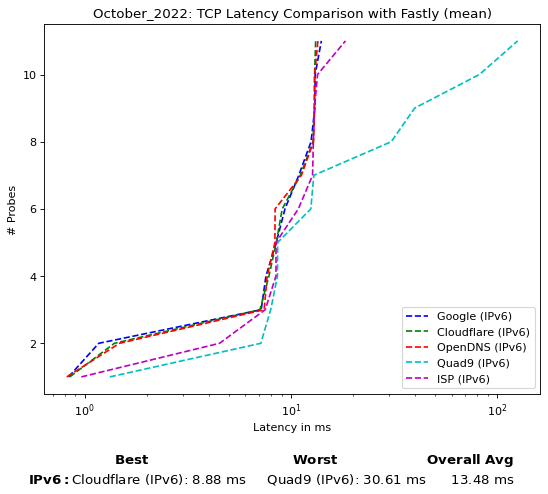 October_2022: TCP Latency Comparison with Fastly (mean)
# Probes
10
8
6
4
2
Google (IPv6)
Cloudflare (IPv6)
OpenDNS (IPv6)
Quad9 (IPv6)
ISP (IPv6)
10⁰ 10¹ 10²
Latency in ms
Best Worst Overall Avg
IPv6: Cloudflare (IPv6): 8.88 ms Quad9 (IPv6): 30.61 ms 13.48 ms